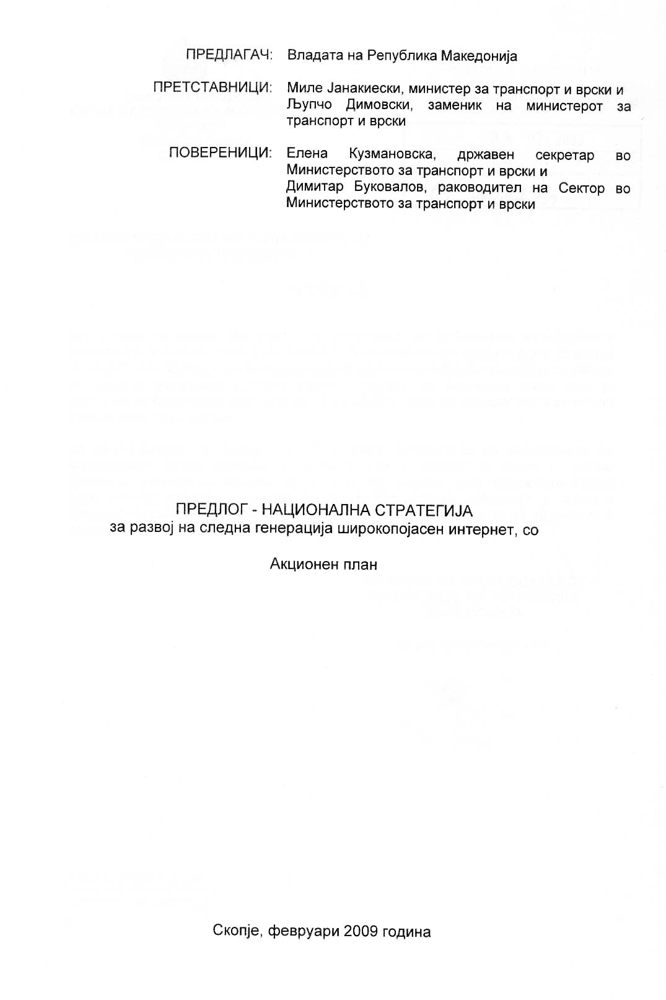 ПРЕДЛАГАЧ: Владата на Република Македонија
ПРЕТСТАВНИЦИ: Миле Јанакиески, министер за транспорт и врски и
Љупчо Димовски, заменик на министерот за
транспорт и врски
ПОВЕРЕНИЦИ: Елена Кузмановска, државен секретар во
Министерството за транспорт и врски и
Димитар Буковалов, раководител на Сектор во
Министерството за транспорт и врски
ПРЕДЛОГ - НАЦИОНАЛНА СТРАТЕГИЈА
за развој на следна генерација широкопојасен интернет, со
Акционен план
Скопје, февруари 2009 година